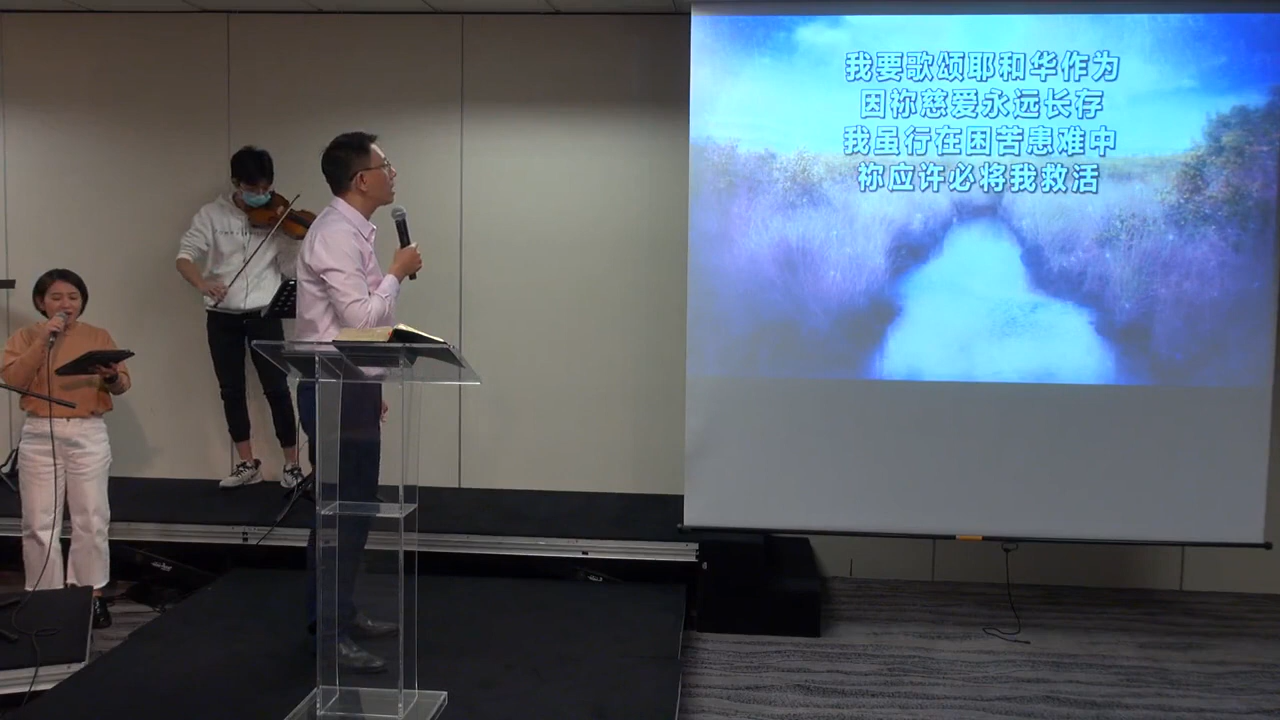 我要歌颂耶和华作为
因祢慈爱永远长存
我虽行在困苦患难中
祢应许必将我救活